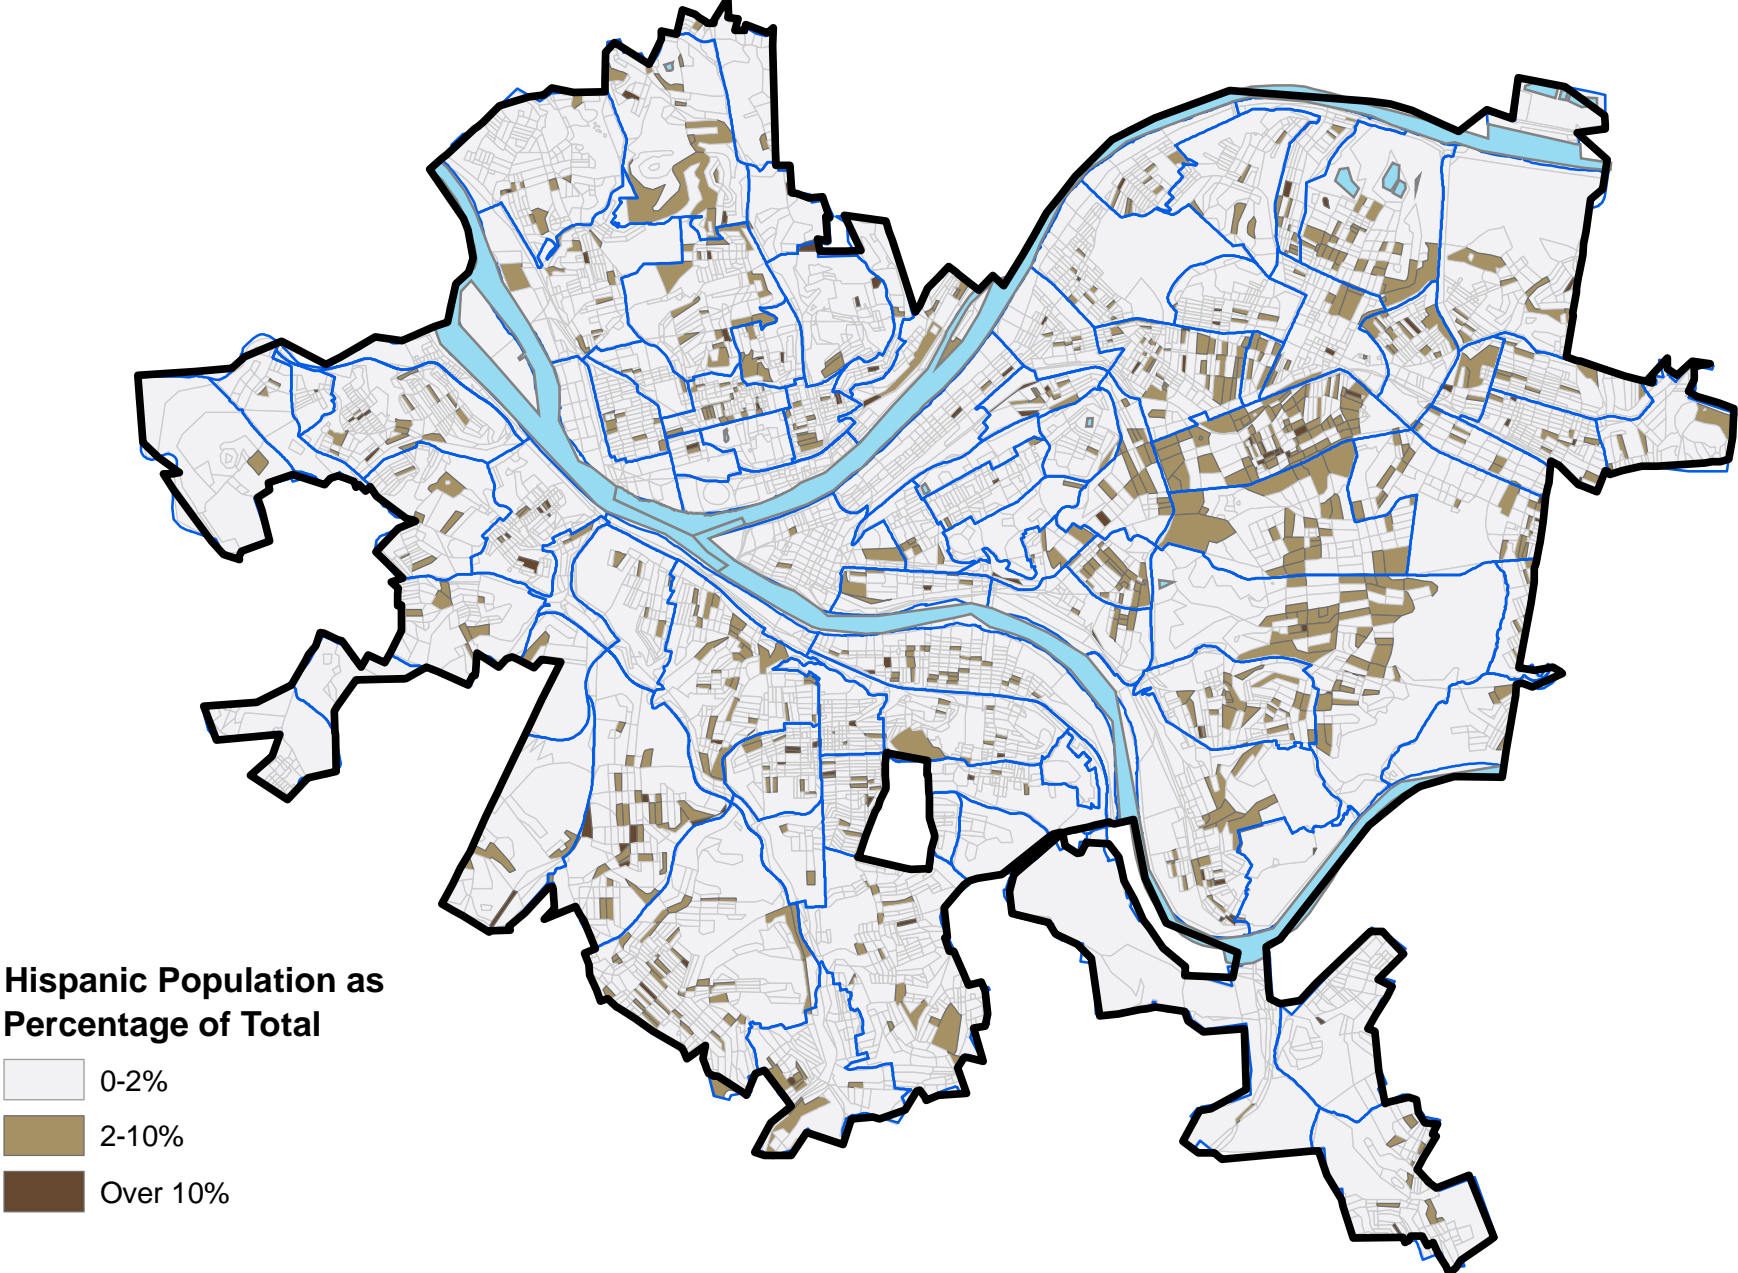 Hispanic Population as
Percentage of Total
0-2%
2-10%
Over 10%